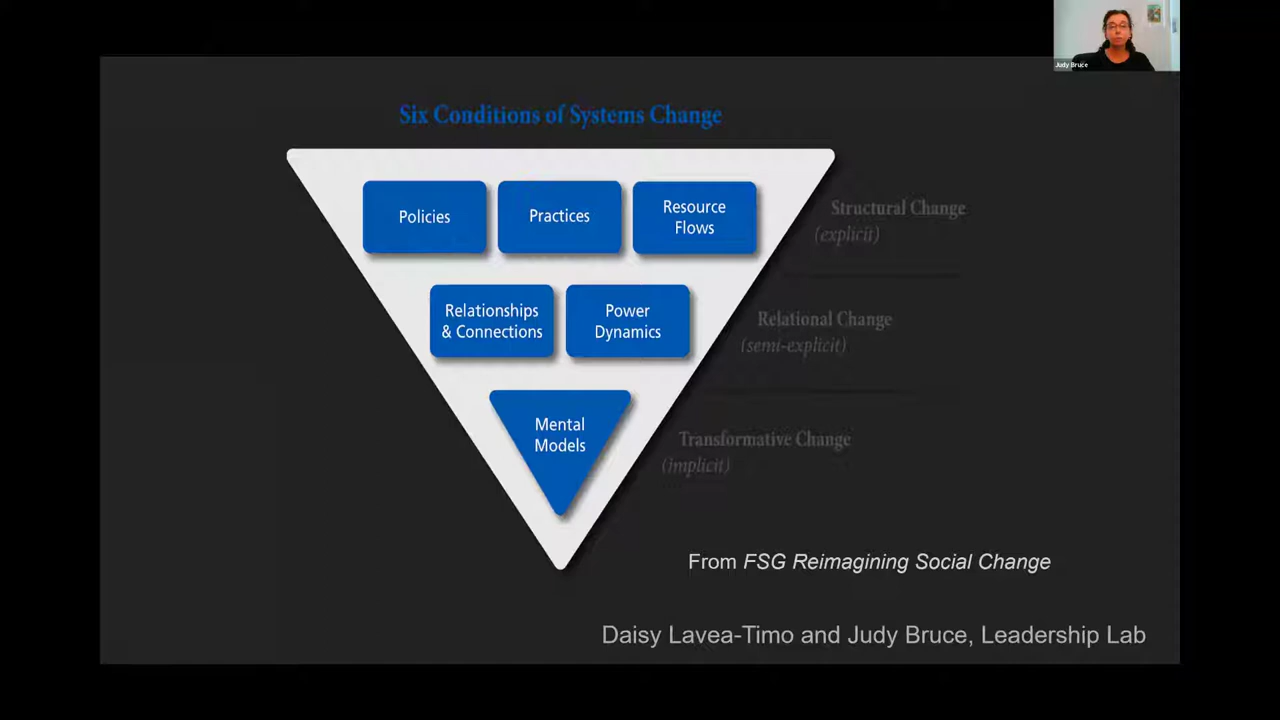 Judy Bruce
Six Conditions of Systems Change
Policies
Practices
Resource
Flows
Structural Change
(explicit)
Relationships
& Connections
Power
Dynamics
Relational Change
(semi-explicit)
Mental
Models
Transformative Change
(implicit)
From FSG Reimagining Social Change
Daisy Lavea-Timo and Judy Bruce, Leadership Lab